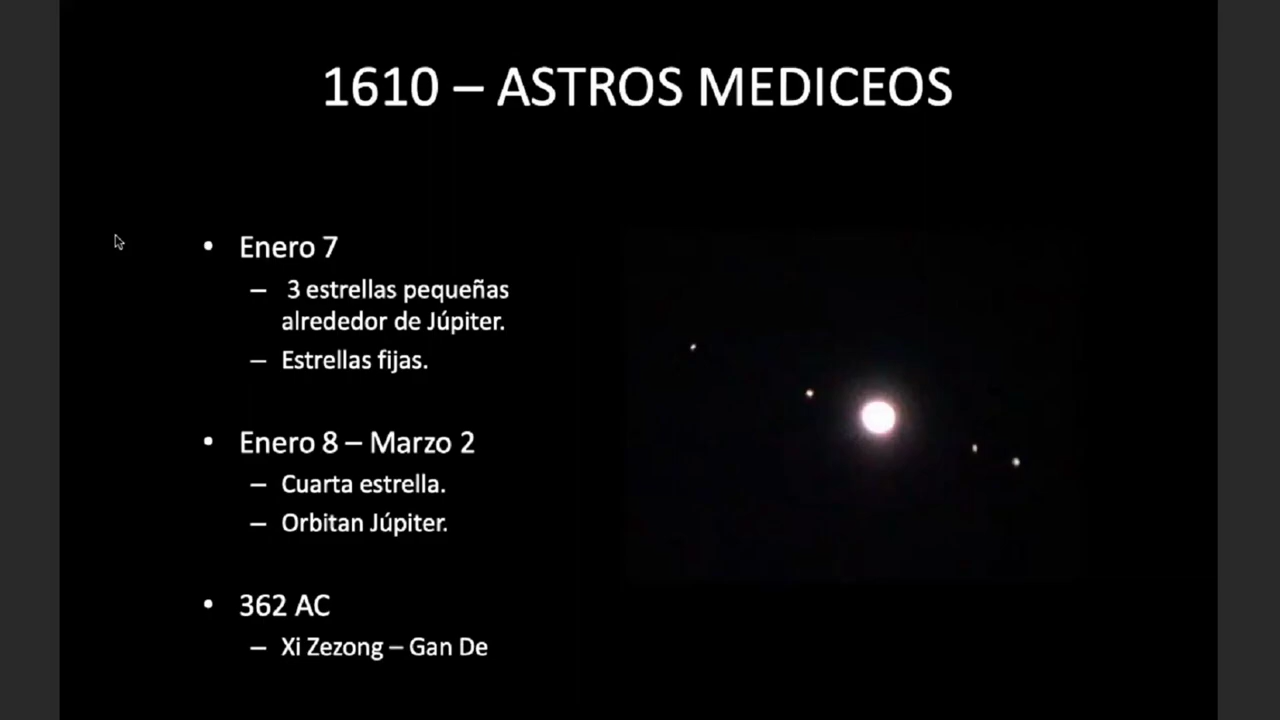 1610 – ASTROS MEDICEOS
• Enero 7
– 3 estrellas pequeñas
alrededor de Júpiter.
– Estrellas fijas.
• Enero 8 – Marzo 2
– Cuarta estrella.
– Orbitan Júpiter.
• 362 AC
– Xi Zezong – Gan De